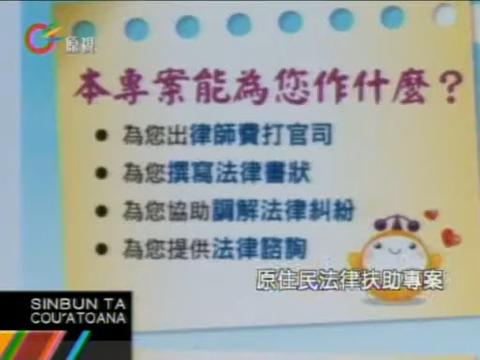 原視
本專案能為您作什麼？
為您出律師費打官司
為您撰寫法律書狀
為您協助調解法律糾紛
為您提供法律諮詢
原住民法律扶助專案
SINBUN TA
COU'ATOANA